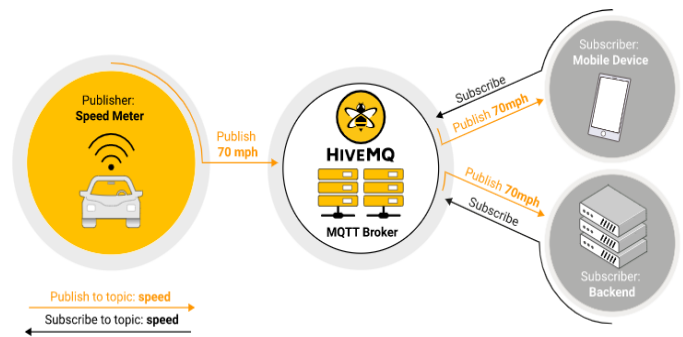 Publisher:
Speed Meter
Publish
70 mph
HIVEMQ
MQTT Broker
Subscribe
Publish 70mph
Subscriber:
Mobile Device
Publish 70mph
Subscribe
Subscriber:
Backend
Publish to topic: speed
Subscribe to topic: speed